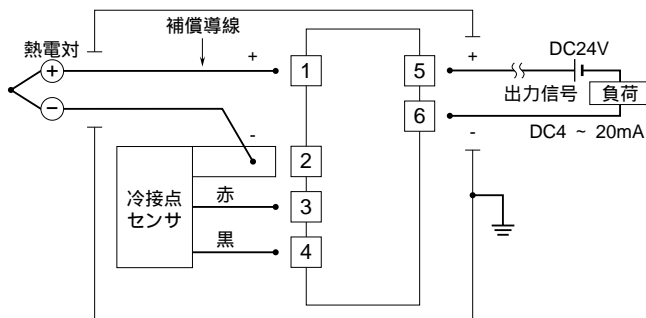 補償導線
熱電対
DC24V
+
+
+
1
5
出力信号
負荷
−
6
-
-
DC4 ~ 20mA
2
冷接点
センサ
赤
3
黒
4